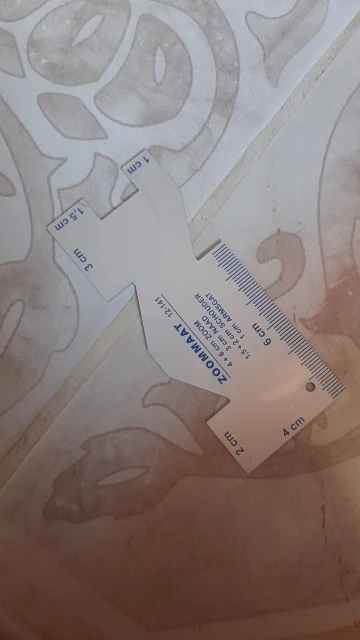 1 cm
1.5 cm
3 cm
12-141
ZOOMMAAT
4 + 6 cm ZOOM
3 cm NAAD
1.5 + 2 cm SCHOUDER
1 cm ARMSGAT
6 cm
4 cm
2 cm